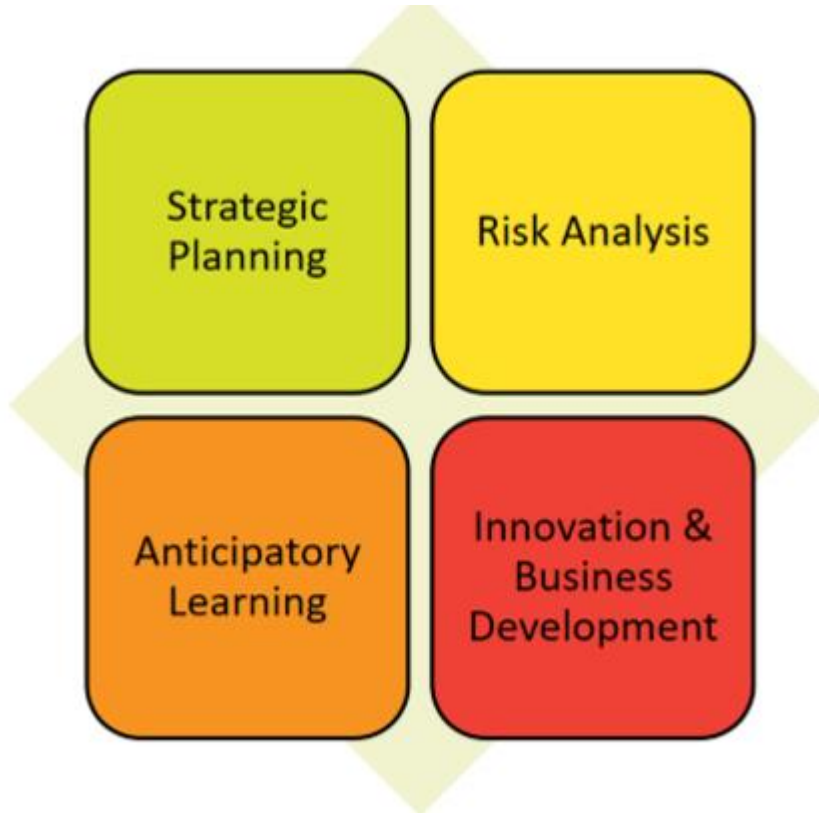 Strategic
Planning
Risk Analysis
Anticipatory
Learning
Innovation &
Business
Development